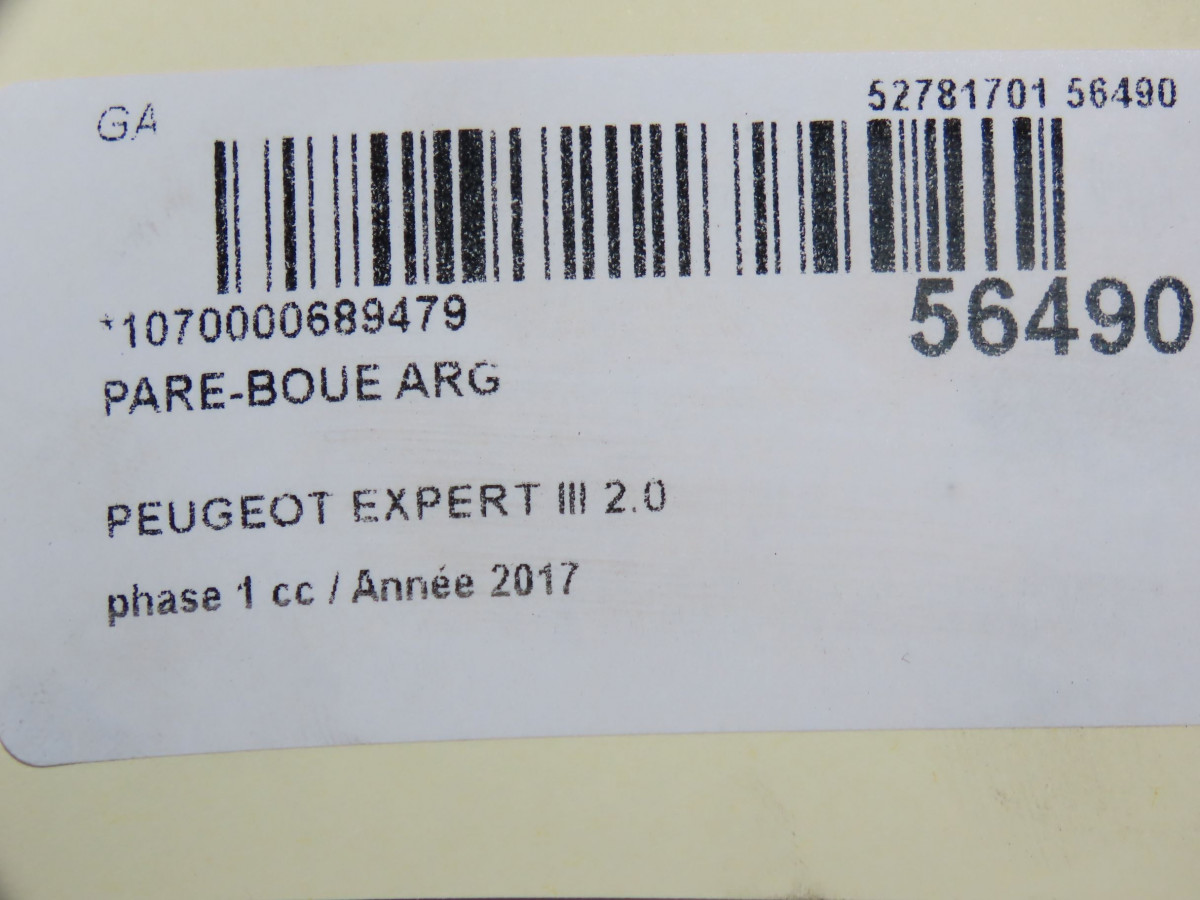 GA
52781701 56490
*1070000689479
56490
PARE-BOUE ARG
PEUGEOT EXPERT III 2.0
phase 1 cc / Année 2017